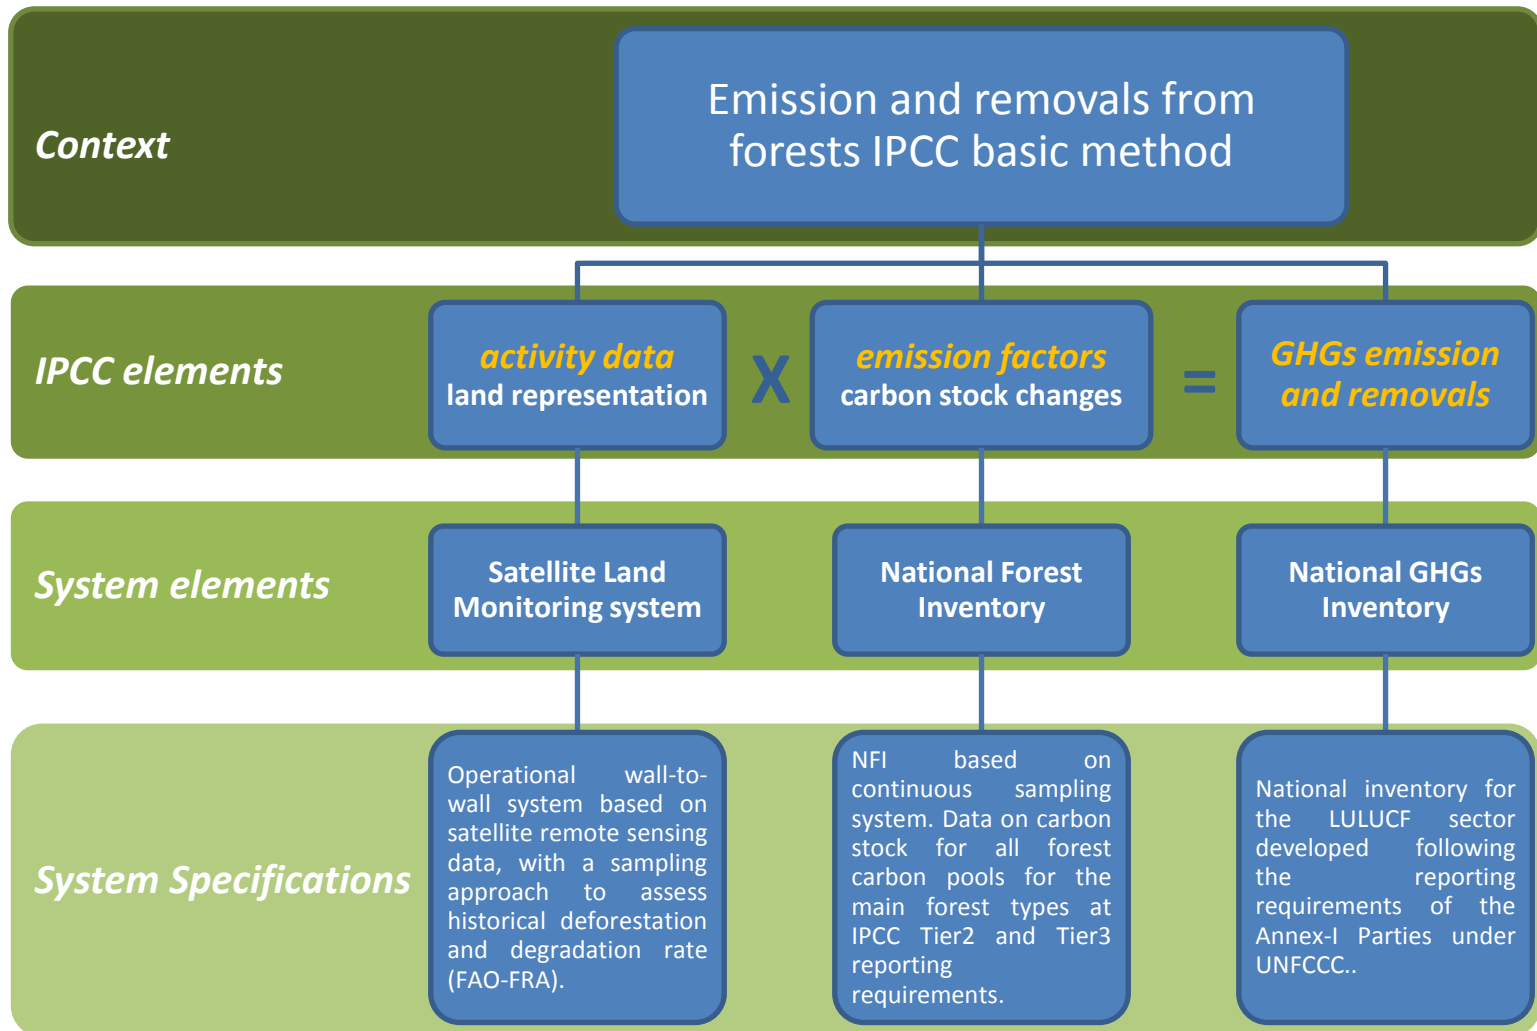 Context
Emission and removals from
forests IPCC basic method
IPCC elements
activity data
land representation
X
emission factors
carbon stock changes
=
GHGs emission
and removals
System elements
Satellite Land
Monitoring system
National Forest
Inventory
National GHGs
Inventory
System Specifications
Operational wall-to-
wall system based on
satellite remote sensing
data, with a sampling
approach to assess
historical deforestation
and degradation rate
(FAO-FRA).
NFI based on
continuous sampling
system. Data on carbon
stock for all forest
carbon pools for the
main forest types at
IPCC Tier2 and Tier3
reporting
requirements.
National inventory for
the LULUCF sector
developed following
the reporting
requirements of the
Annex-I Parties under
UNFCCC..